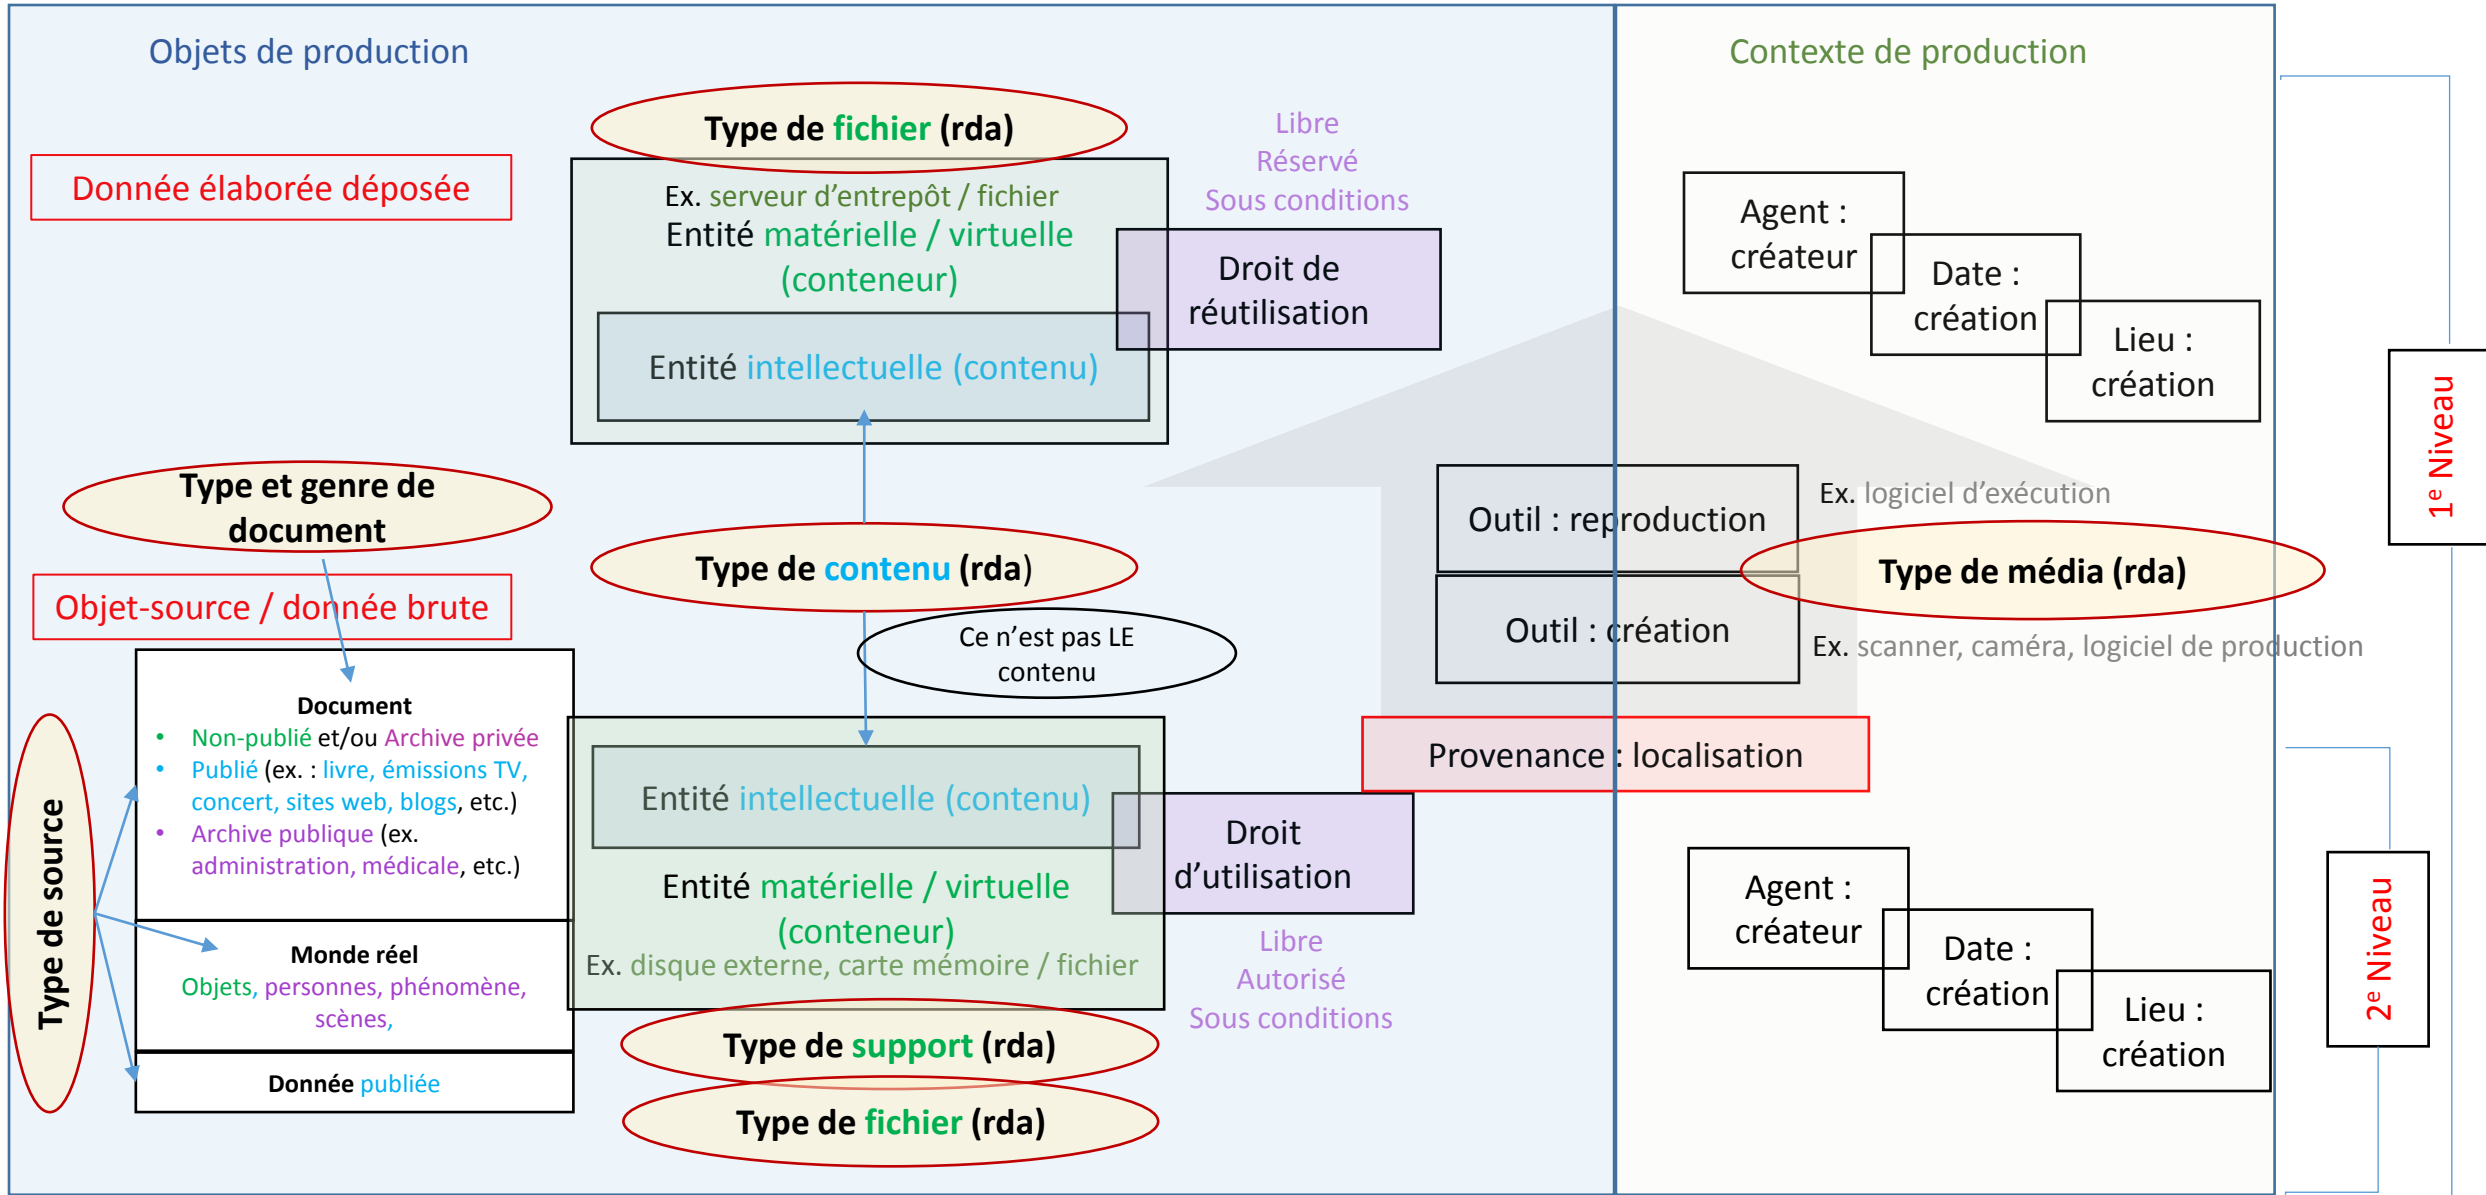 Objets de production
Contexte de production
Type de fichier (rda)
Libre
Réservé
Sous conditions
Donnée élaborée déposée
Ex. serveur d'entrepôt / fichier
Entité matérielle / virtuelle
(conteneur)
Droit de
réutilisation
Entité intellectuelle (contenu)
Agent :
créateur
Date :
création
Lieu :
création
1e Niveau
Type et genre de
document
Type de contenu (rda)
Outil : reproduction
Ex. logiciel d'exécution
Type de média (rda)
Outil : création
Ex. scanner, caméra, logiciel de production
Objet-source / donnée brute
Ce n'est pas LE
contenu
Provenance : localisation
Type de source
Document
• Non-publié et/ou Archive privée
• Publié (ex. : livre, émissions TV,
concert, sites web, blogs, etc.)
• Archive publique (ex.
administration, médicale, etc.)
Monde réel
Objets, personnes, phénomène,
scènes,
Donnée publiée
Entité intellectuelle (contenu)
Entité matérielle / virtuelle
(conteneur)
Ex. disque externe, carte mémoire / fichier
Droit
d'utilisation
Libre
Autorisé
Sous conditions
Type de support (rda)
Type de fichier (rda)
Agent :
créateur
Date :
création
Lieu :
création
2e Niveau